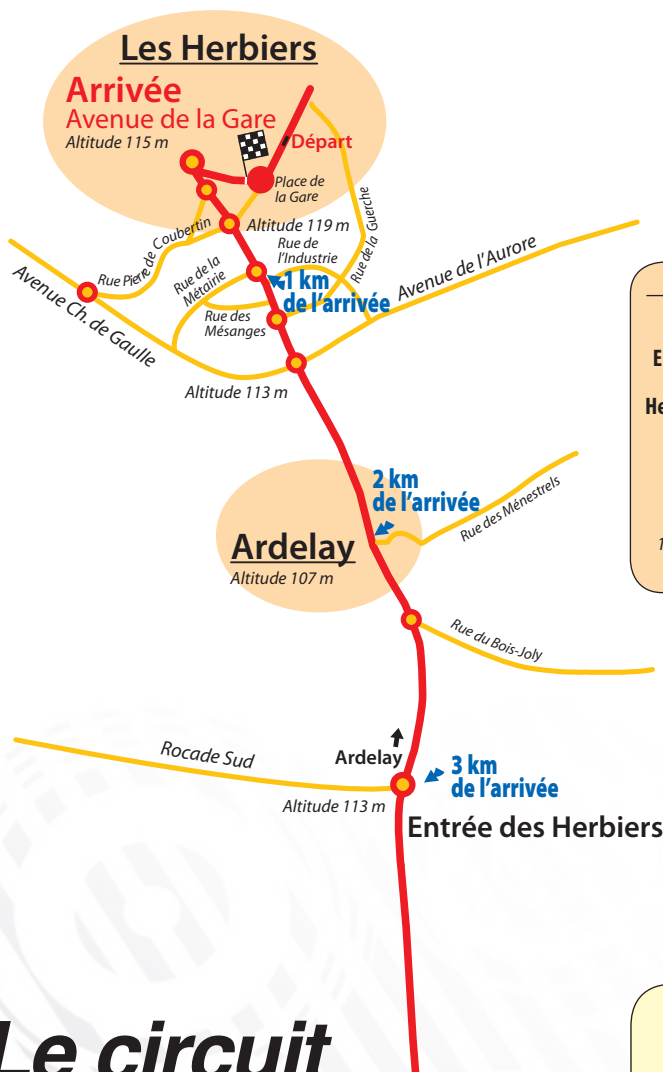 Les Herbiers
Arrivée
Avenue de la Gare
Altitude 115 m
Départ
Place de
la Gare
Altitude 119 m
Rue de la Guerche
Rue Piere de Coubertin
Rue de
l'Industrie
Rue de la
Métairie
1 km
de l'arrivée
Avenue de l'Aurore
Rue des
Mésanges
Avenue Ch. de Gaulle
Altitude 113 m
E
He
2 km
de l'arrivée
Rue des Ménestrels
Ardelay
Altitude 107 m
1
Rue du Bois-Joly
Rocade Sud
Ardelay
3 km
de l'arrivée
Altitude 113 m
Entrée des Herbiers
Le circuit